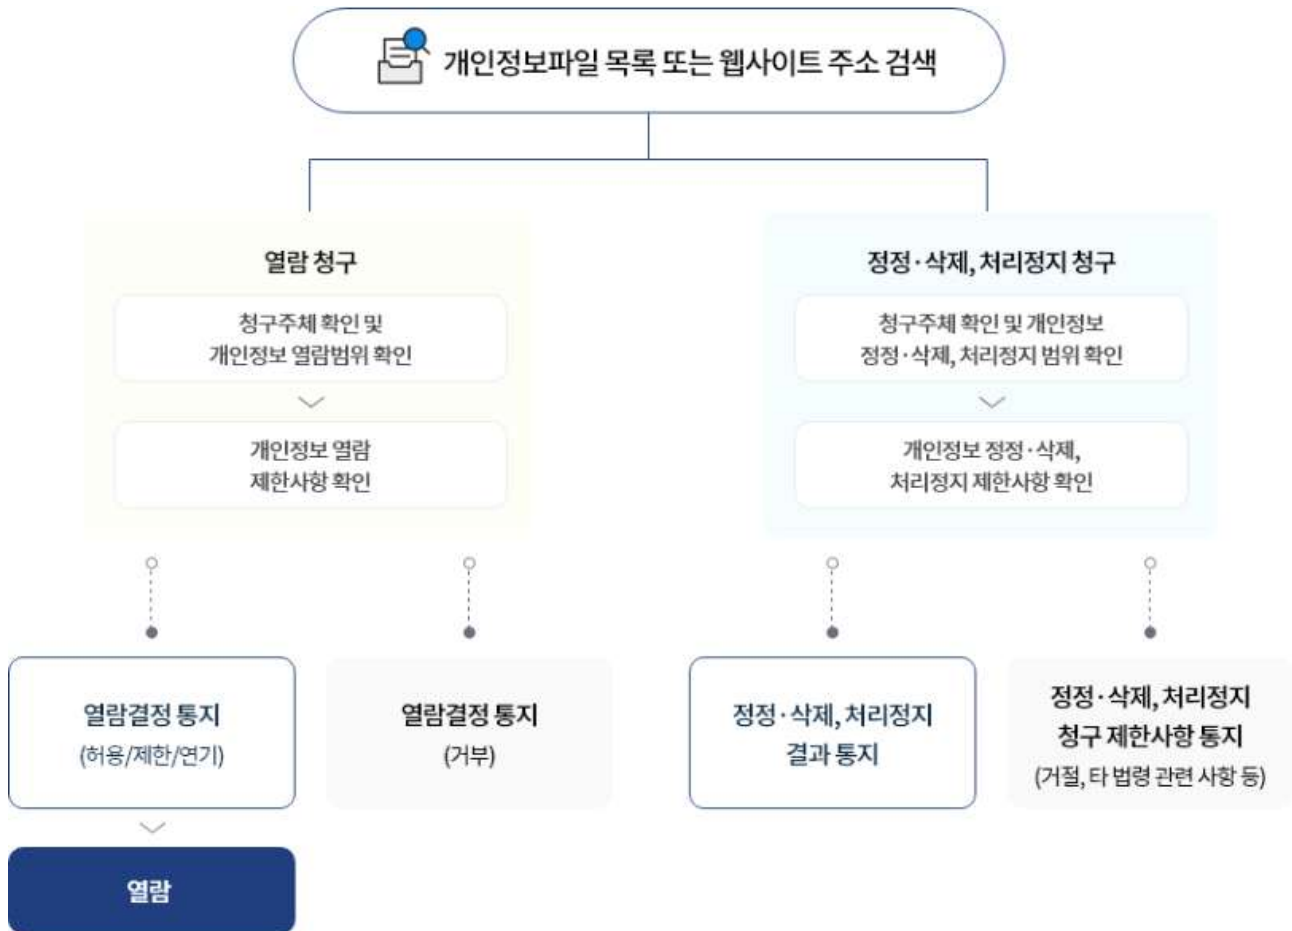 개인정보파일 목록 또는 웹사이트 주소 검색
열람 청구
청구주체 확인 및
개인정보 열람범위 확인
개인정보 열람
제한사항 확인
정정·삭제, 처리정지 청구
청구주체 확인 및 개인정보
정정·삭제, 처리정지 범위 확인
개인정보 정정·삭제,
처리정지 제한사항 확인
열람결정 통지
(허용/제한/연기)
열람결정 통지
(거부)
정정·삭제, 처리정지
결과 통지
정정·삭제, 처리정지
청구 제한사항 통지
(거절, 타 법령 관련 사항 등)
열람